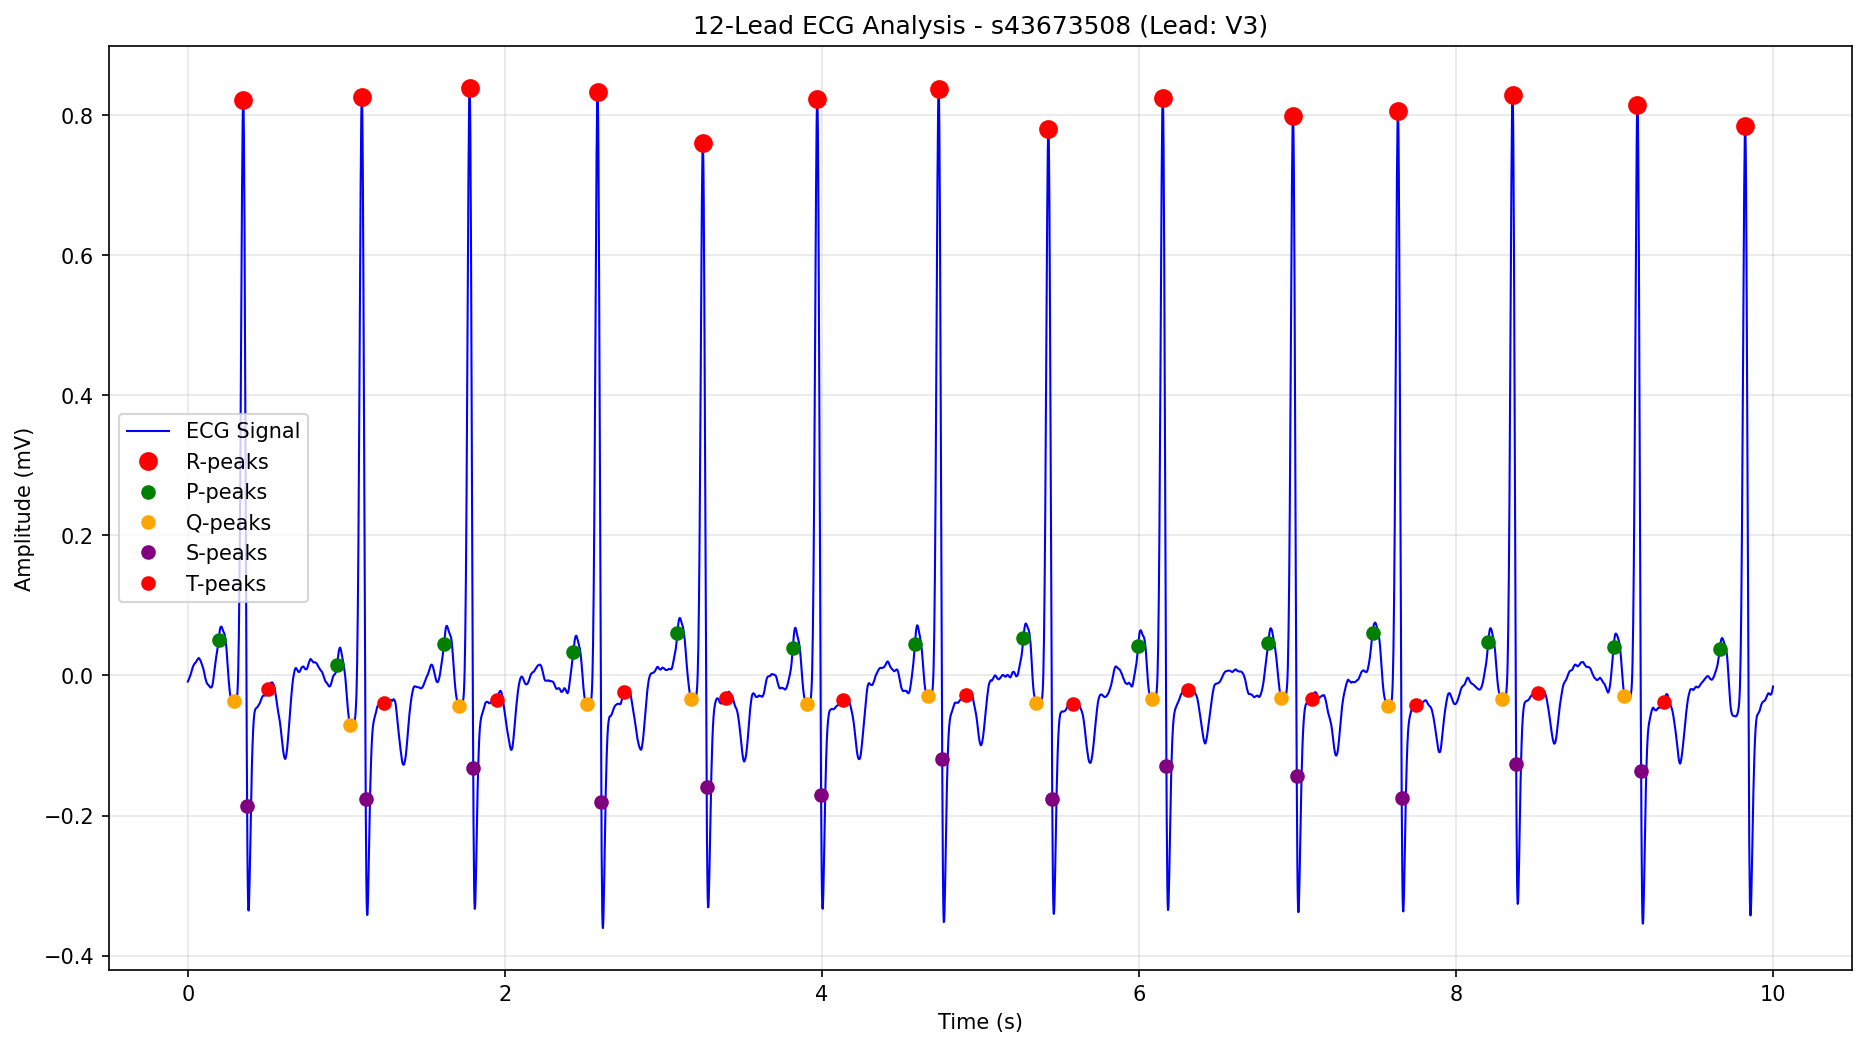 12-Lead ECG Analysis - s43673508 (Lead: V3)
Amplitude (mV)
0.8
0.6
0.4
0.2
0.0
−0.2
−0.4
ECG Signal
R-peaks
P-peaks
Q-peaks
S-peaks
T-peaks
0 2 4 6 8 10
Time (s)